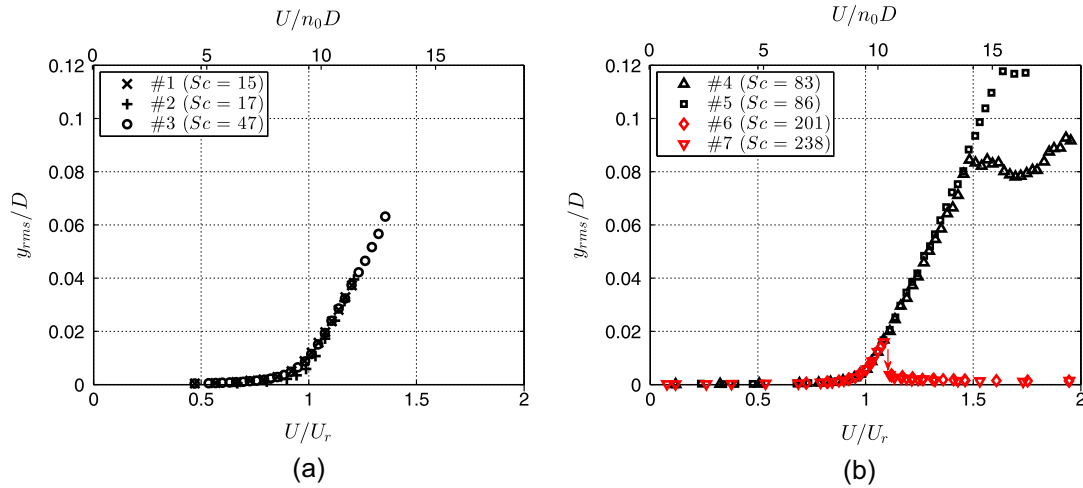 U/n₀D
0 5 10 15
0.12
0.1
0.08
0.06
0.04
0.02
0
y_rms/D
#1 (Sc = 15)
#2 (Sc = 17)
#3 (Sc = 47)
0 0.5 1 1.5 2
U/U_r
(a)
U/n₀D
0 5 10 15
0.12
0.1
0.08
0.06
0.04
0.02
0
y_rms/D
#4 (Sc = 83)
#5 (Sc = 86)
#6 (Sc = 201)
#7 (Sc = 238)
0 0.5 1 1.5 2
U/U_r
(b)